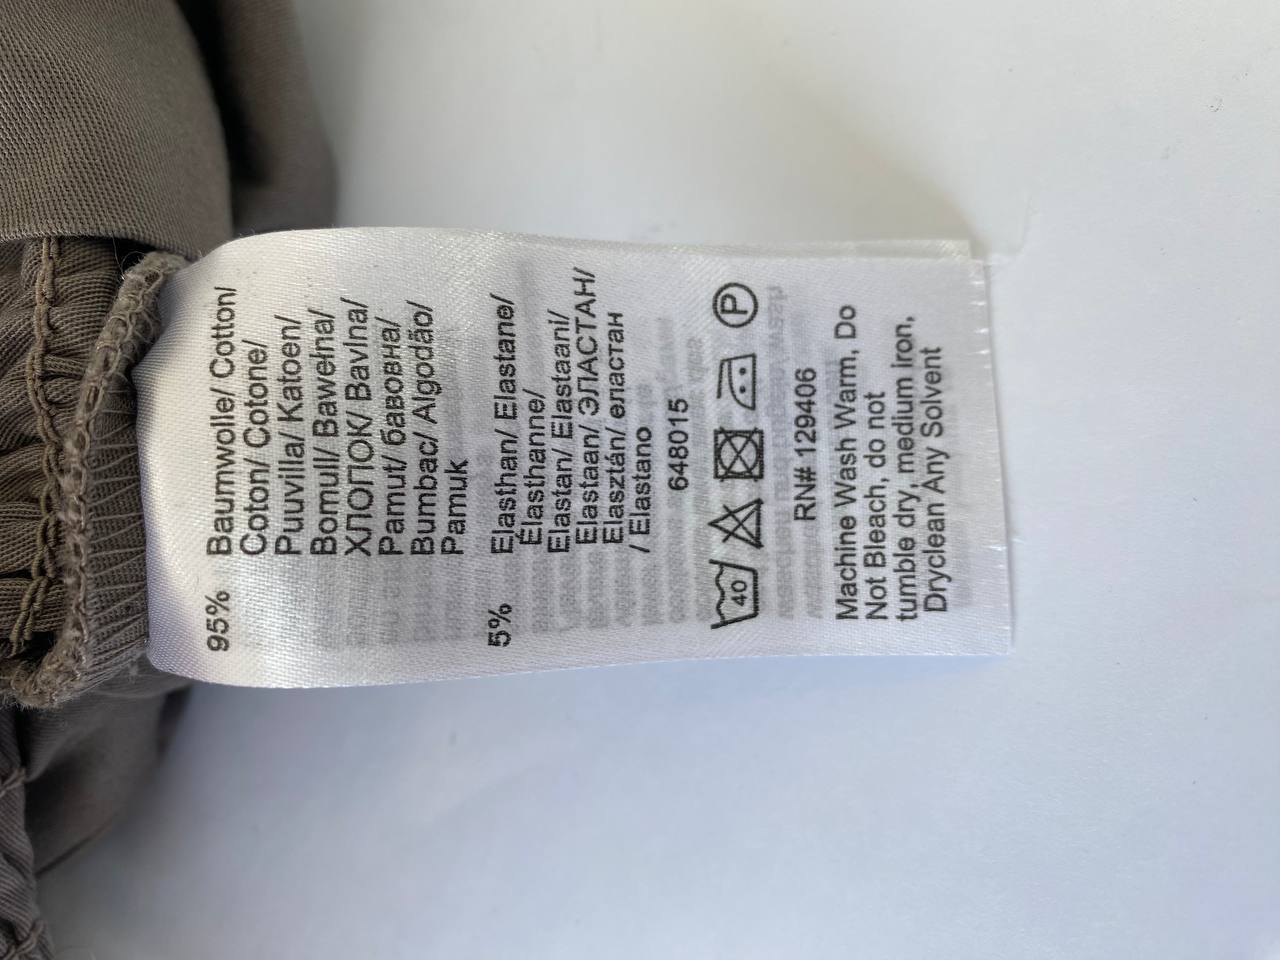 95% Baumwolle/ Cotton/
Coton/ Cotone/
Puuvilla/ Katoen/
Bomull/ Bawełna/
ХЛОПОК/ Bavlna/
Pamut/ бавовна/
Bumbac/ Algodão/
Pamuk
5% Elasthan/ Elastane/
Élasthanne/
Elastan/ Elastaani/
Elastaan/ ЭЛАСТАН/
Elasztán/ еластан
/ Elastano
648015
40 P
RN# 129406
Machine Wash Warm, Do
Not Bleach, do not
tumble dry, medium iron,
Dryclean Any Solvent